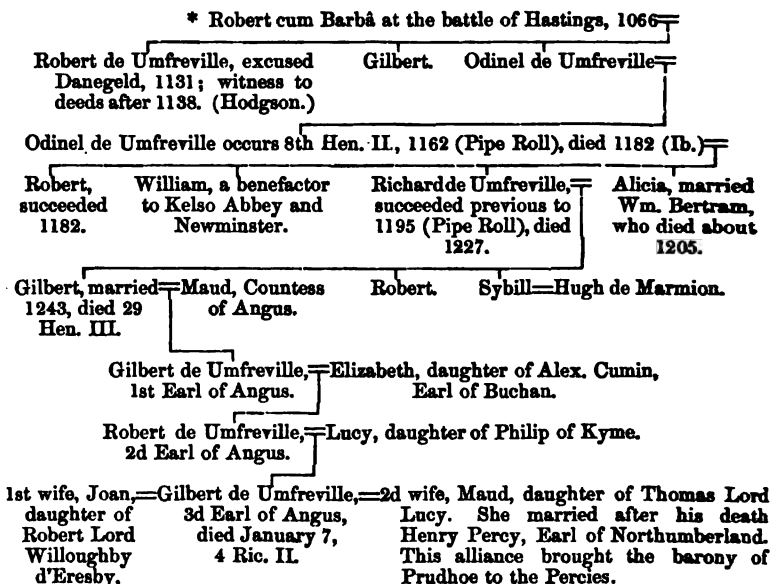 * Robert cum Barbâ at the battle of Hastings, 1066
Robert de Umfreville, excused
Danegeld, 1131; witness to
deeds after 1138. (Hodgson.)
Gilbert.
Odinel de Umfreville
Odinel de Umfreville occurs 8th Hen. II., 1162 (Pipe Roll), died 1182 (Ib.)
Robert,
succeeded
1182.
William, a benefactor
to Kelso Abbey and
Newminster.
Richard de Umfreville,
succeeded previous to
1195 (Pipe Roll), died
1227.
Alicia, married
Wm. Bertram,
who died about
1205.
Gilbert, married
1243, died 29
Hen. III.
Maud, Countess
of Angus.
Robert.
Sybill=Hugh de Marmion.
Gilbert de Umfreville,
1st Earl of Angus.
Elizabeth, daughter of Alex. Cumin,
Earl of Buchan.
Robert de Umfreville,
2d Earl of Angus.
Lucy, daughter of Philip of Kyme.
1st wife, Joan,
daughter of
Robert Lord
Willoughby
d'Eresby.
=Gilbert de Umfreville,=
3d Earl of Angus,
died January 7,
4 Ric. II.
2d wife, Maud, daughter of Thomas Lord
Lucy. She married after his death
Henry Percy, Earl of Northumberland.
This alliance brought the barony of
Prudhoe to the Percies.